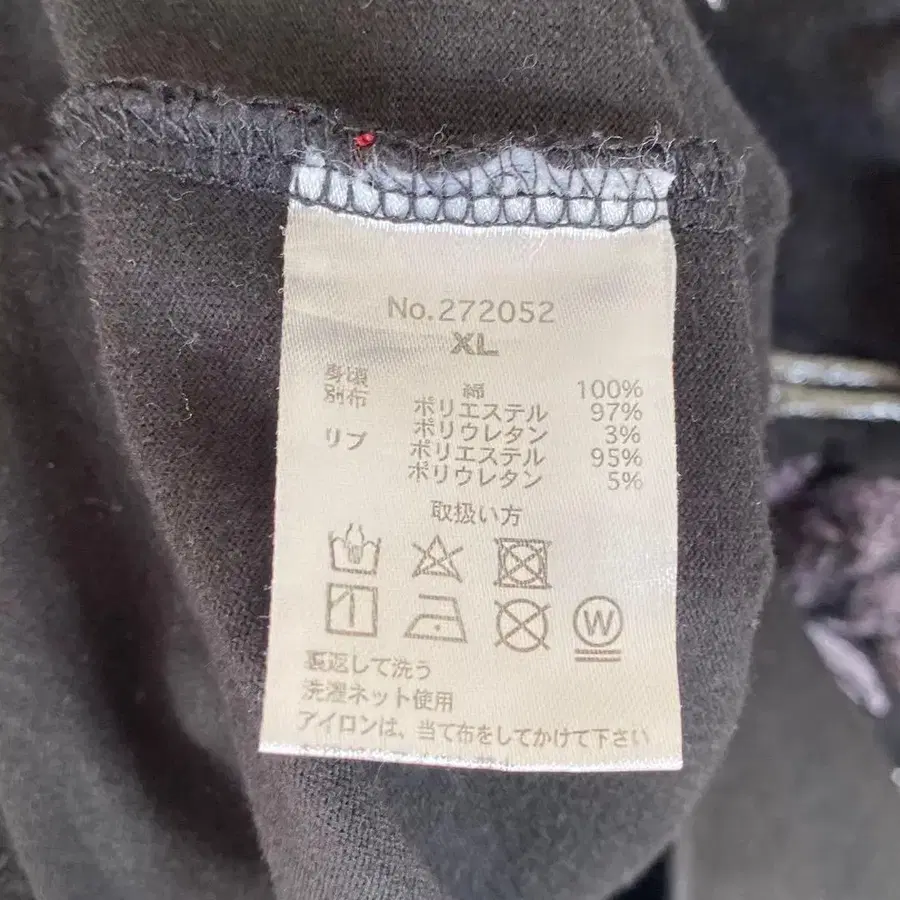 No.272052
XL
身頃 綿 100%
別布 ポリエステル 97%
ポリウレタン 3%
リブ ポリエステル 95%
ポリウレタン 5%
取扱い方
W
裏返して洗う
洗濯ネット使用
アイロンは、当て布をしてかけて下さい